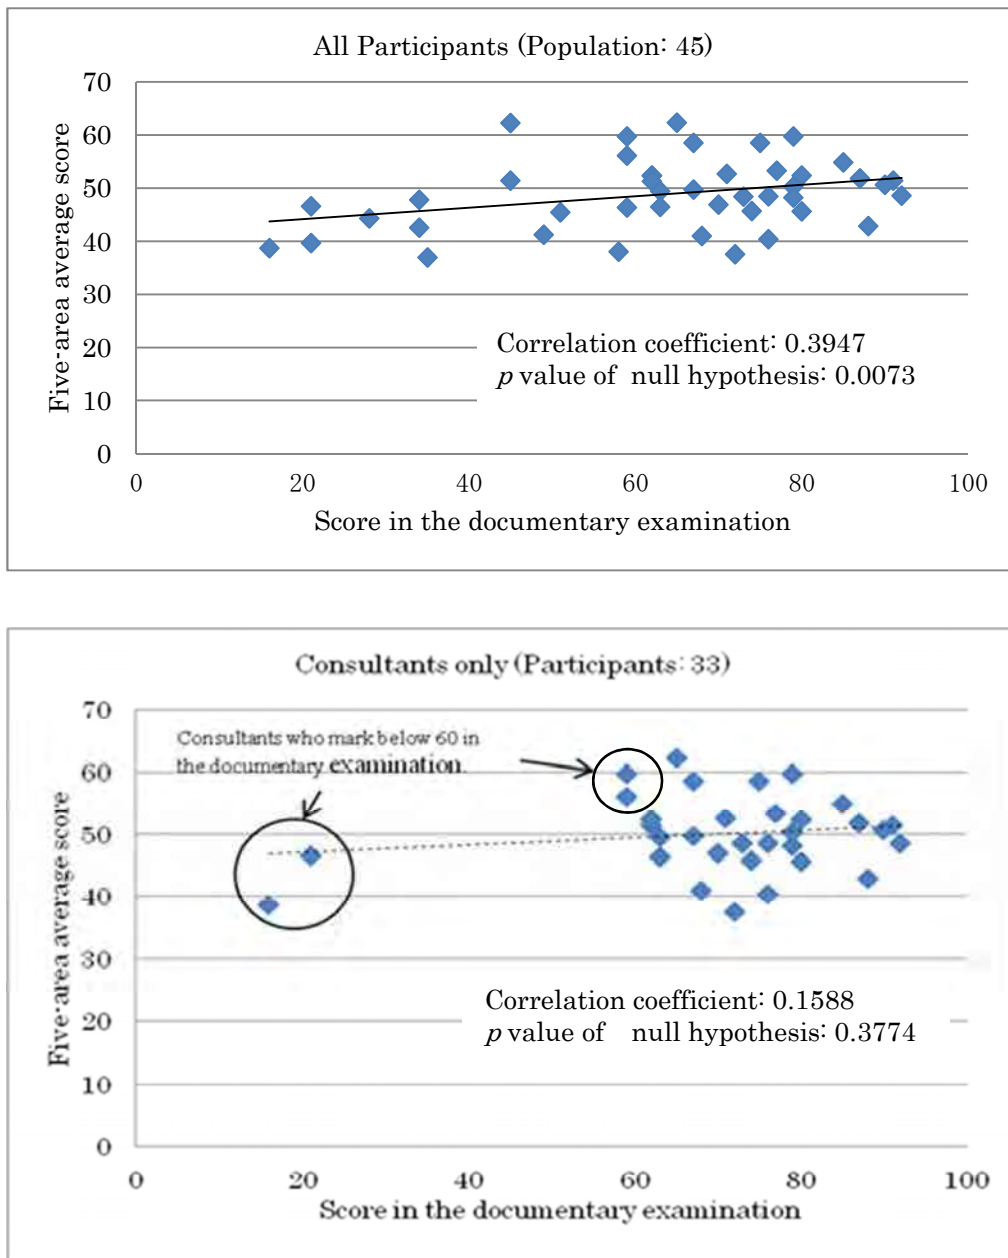 All Participants (Population: 45)
70
60
50
40
30
20
10
0
Five-area average score
Correlation coefficient: 0.3947
p value of null hypothesis: 0.0073
0 20 40 60 80 100
Score in the documentary examination
Consultants only (Participants: 33)
70
60
50
40
30
20
10
0
Five-area average score
Consultants who mark below 60 in
the documentary examination.
Correlation coefficient: 0.1588
p value of null hypothesis: 0.3774
0 20 40 60 80 100
Score in the documentary examination